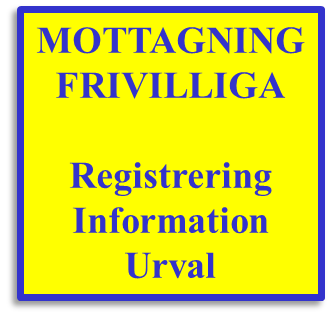 MOTTAGNING
FRIVILLIGA
Registrering
Information
Urval